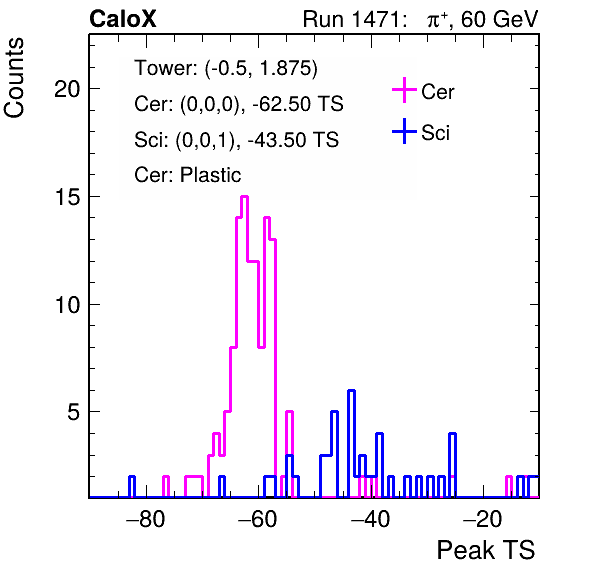 CaloX Run 1471: π+, 60 GeV
Counts
Tower: (-0.5, 1.875)
Cer: (0,0,0), -62.50 TS
Sci: (0,0,1), -43.50 TS
Cer: Plastic
Cer
Sci
20
15
10
5
−80 −60 −40 −20
Peak TS